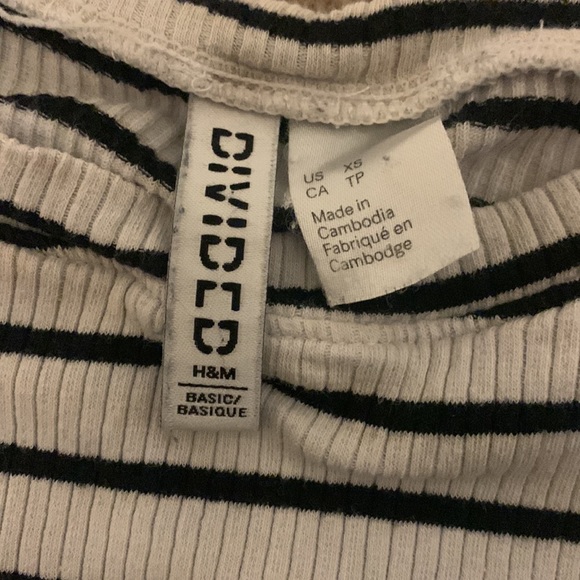 DIVIDED
H&M
BASIC/
BASIQUE
US XS
CA TP
Made in
Cambodia
Fabriqué en
Cambodge